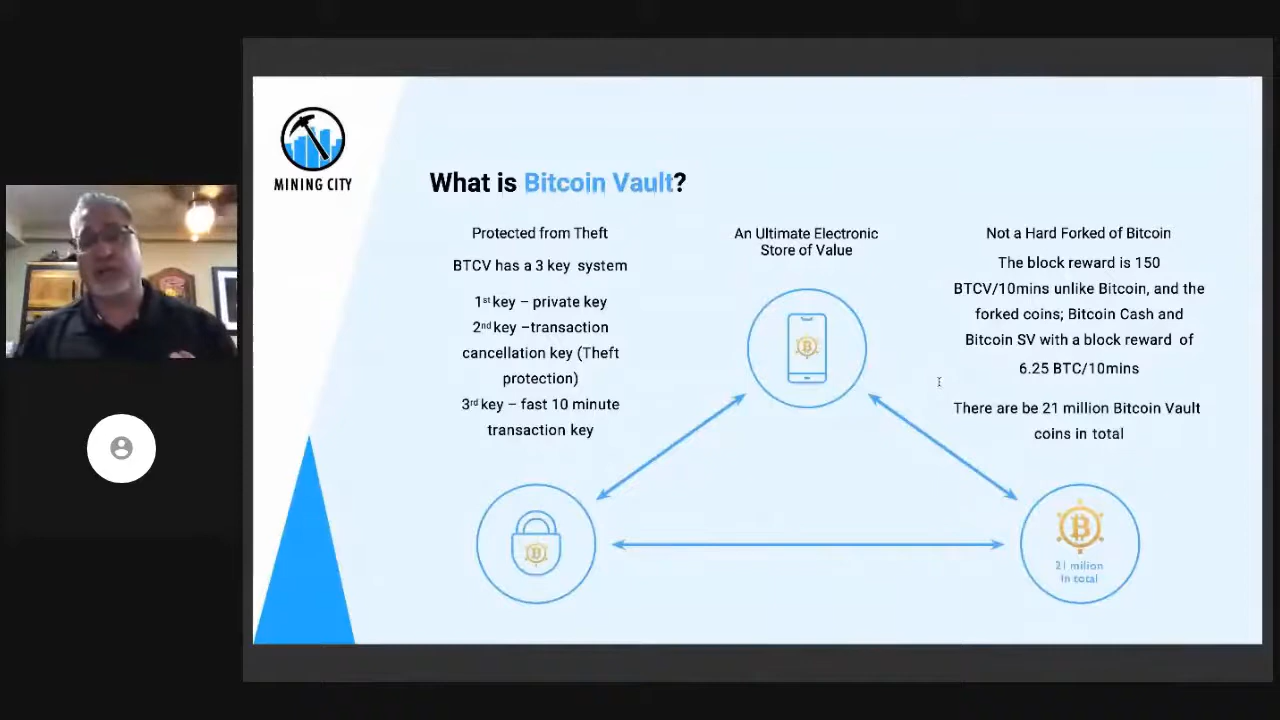 MINING CITY
What is Bitcoin Vault?
Protected from Theft
BTCV has a 3 key system
1st key – private key
2nd key –transaction
cancellation key (Theft
protection)
3rd key – fast 10 minute
transaction key
An Ultimate Electronic
Store of Value
Not a Hard Forked of Bitcoin
The block reward is 150
BTCV/10mins unlike Bitcoin, and the
forked coins; Bitcoin Cash and
Bitcoin SV with a block reward of
6.25 BTC/10mins
There are be 21 million Bitcoin Vault
coins in total
21 milion
in total